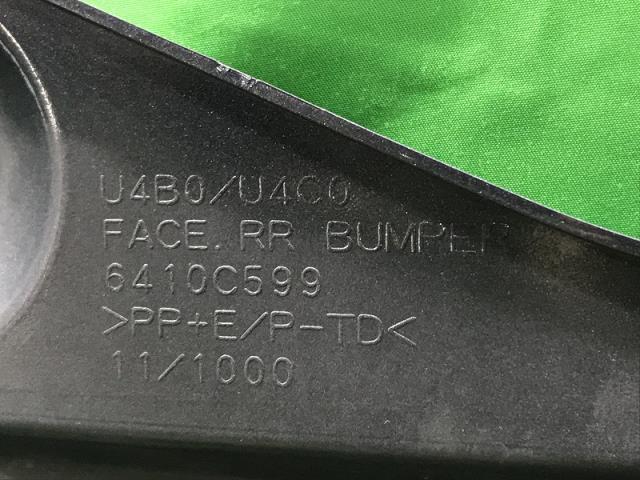 U4B0/U4C0
FACE. RR BUMPER
6410C599
>PP+E/P-TD<
11/1000